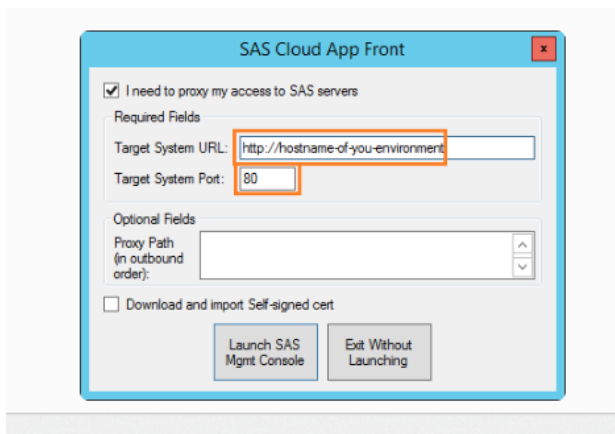 SAS Cloud App Front
x
I need to proxy my access to SAS servers
Required Fields
Target System URL: http://hostname-of-you-environment
Target System Port: 80
Optional Fields
Proxy Path
(in outbound
order):
Download and import Self-signed cert
Launch SAS
Mgmt Console
Exit Without
Launching